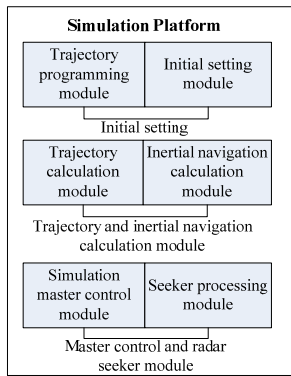 Simulation Platform
Trajectory
programming
module
Initial setting
module
Initial setting
Trajectory
calculation
module
Inertial navigation
calculation
module
Trajectory and inertial navigation
calculation module
Simulation
master control
module
Seeker processing
module
Master control and radar
seeker module